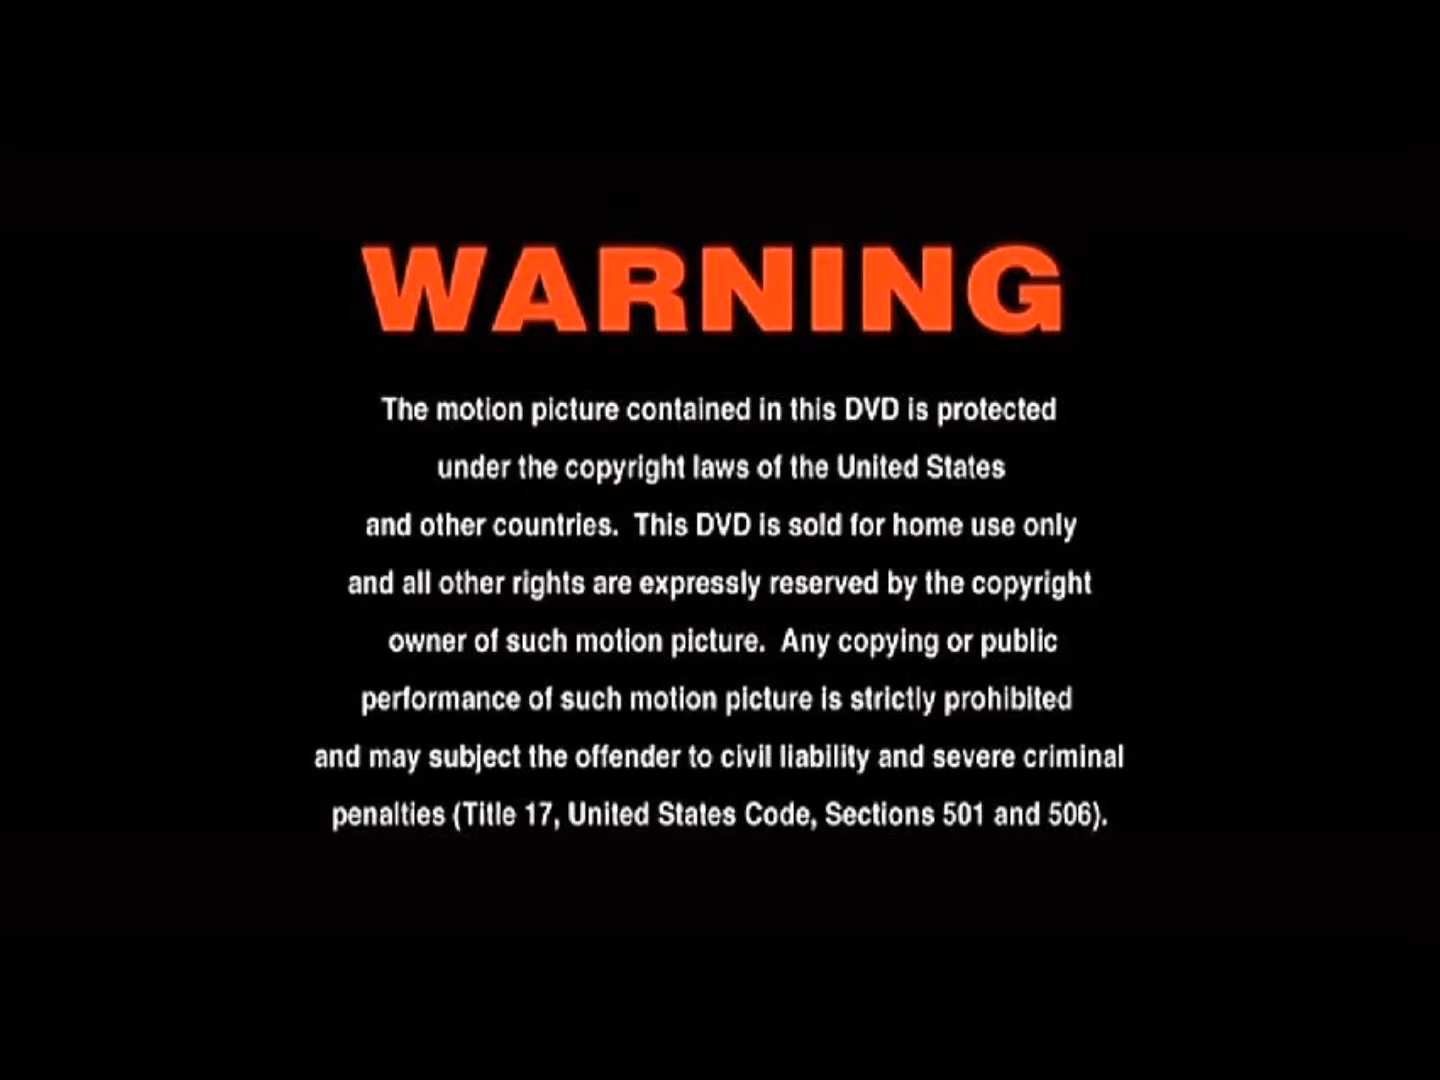 WARNING
The motion picture contained in this DVD is protected
under the copyright laws of the United States
and other countries.  This DVD is sold for home use only
and all other rights are expressly reserved by the copyright
owner of such motion picture.  Any copying or public
performance of such motion picture is strictly prohibited
and may subject the offender to civil liability and severe criminal
penalties (Title 17, United States Code, Sections 501 and 506).